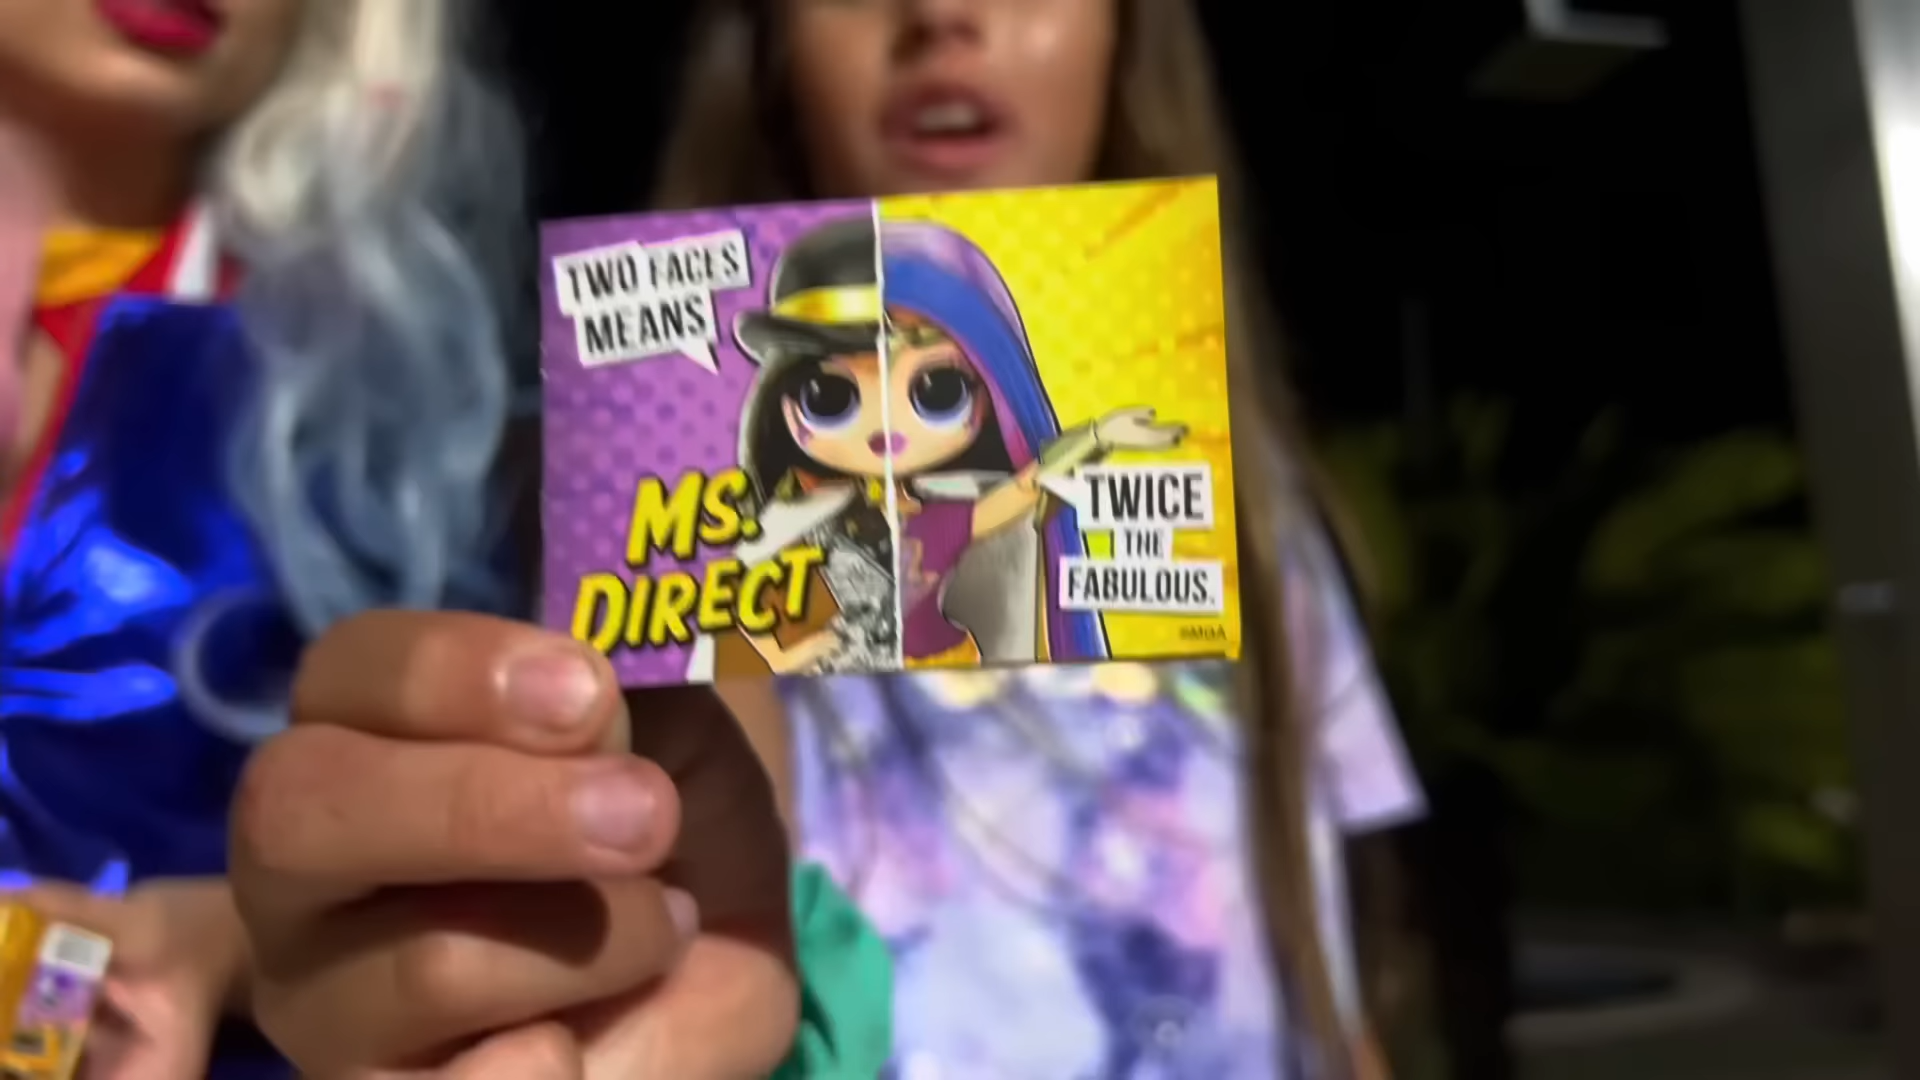 TWO FACES
MEANS
MS.
DIRECT
TWICE
THE
FABULOUS.
©MGA